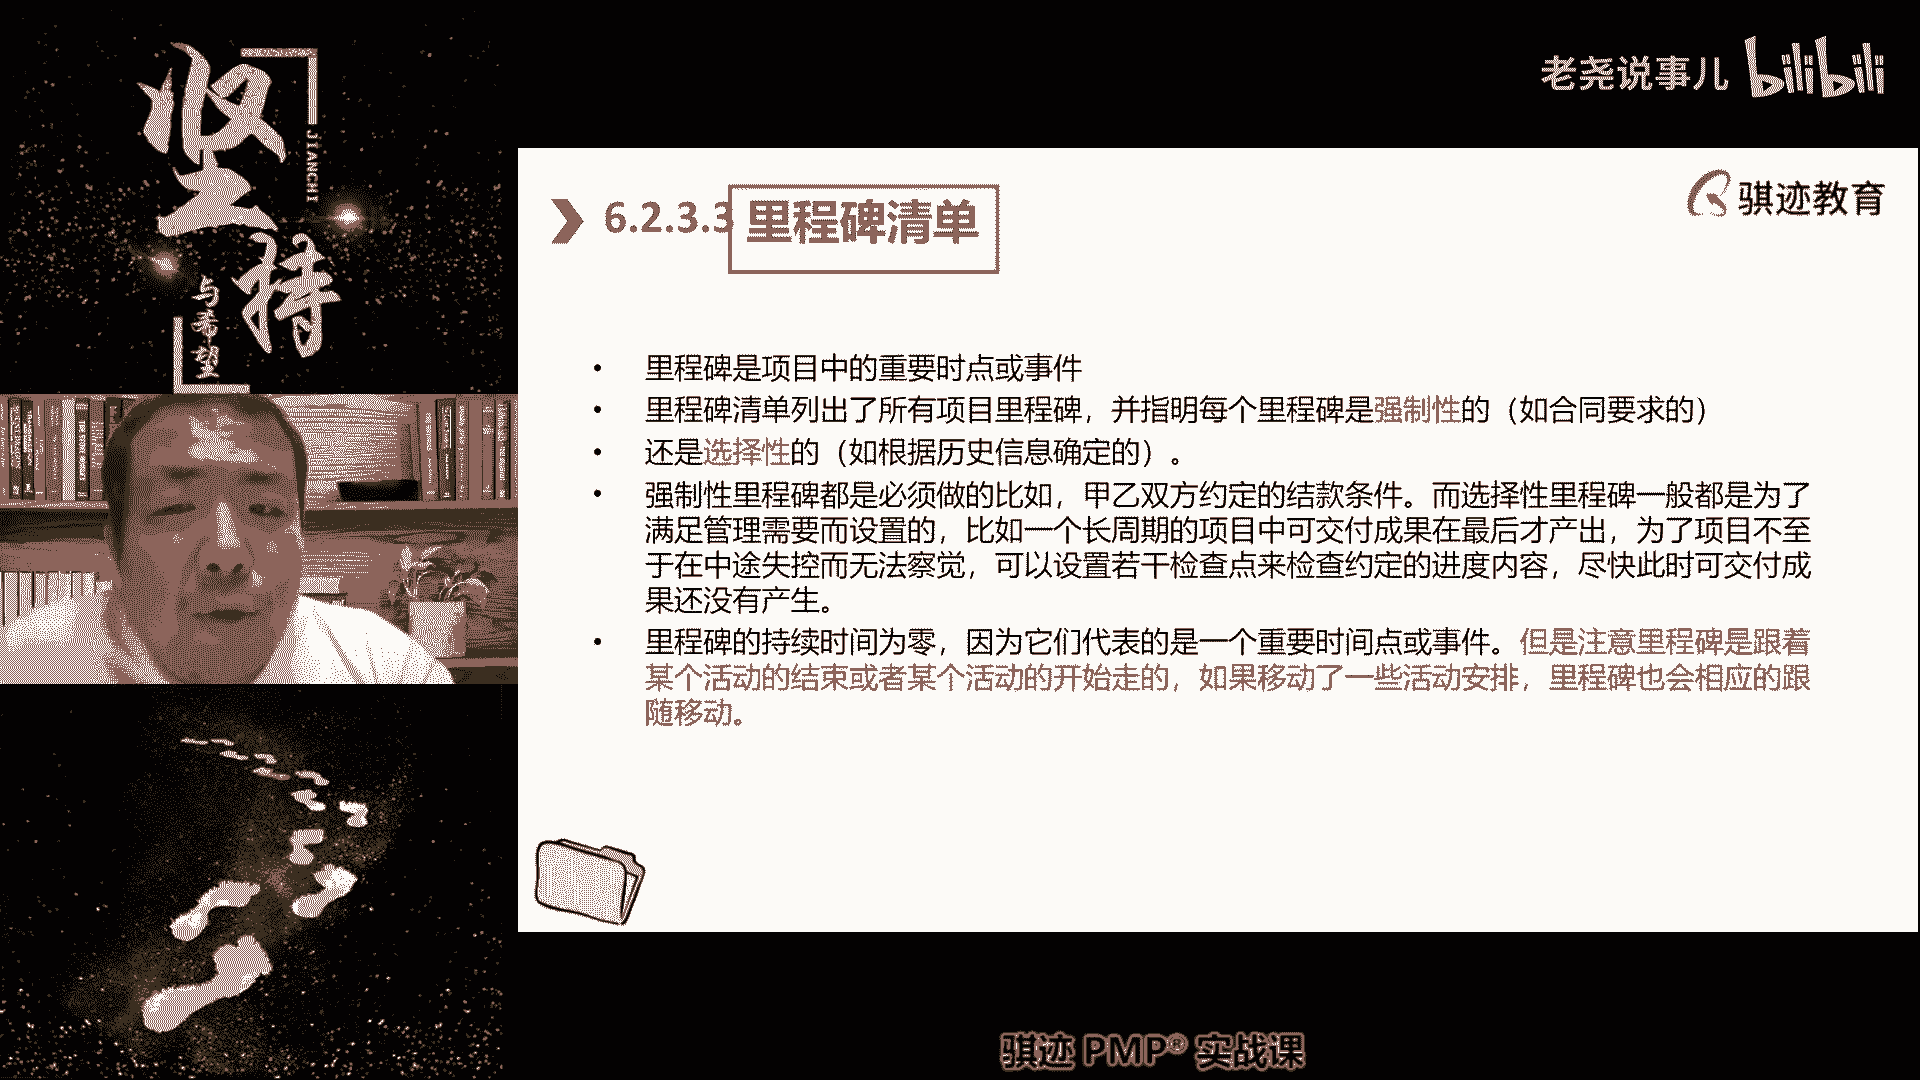 坚持
JIANCHI
与希望
老尧说事儿 bilibili
骐迹教育
6.2.3.3 里程碑清单
• 里程碑是项目中的重要时点或事件
• 里程碑清单列出了所有项目里程碑，并指明每个里程碑是强制性的（如合同要求的）
• 还是选择性的（如根据历史信息确定的）。
• 强制性里程碑都是必须做的比如，甲乙双方约定的结款条件。而选择性里程碑一般都是为了
满足管理需要而设置的，比如一个长周期的项目中可交付成果在最后才产出，为了项目不至
于在中途失控而无法察觉，可以设置若干检查点来检查约定的进度内容，尽快此时可交付成
果还没有产生。
• 里程碑的持续时间为零，因为它们代表的是一个重要时间点或事件。但是注意里程碑是跟着
某个活动的结束或者某个活动的开始走的，如果移动了一些活动安排，里程碑也会相应的跟
随移动。
骐迹 PMP® 实战课